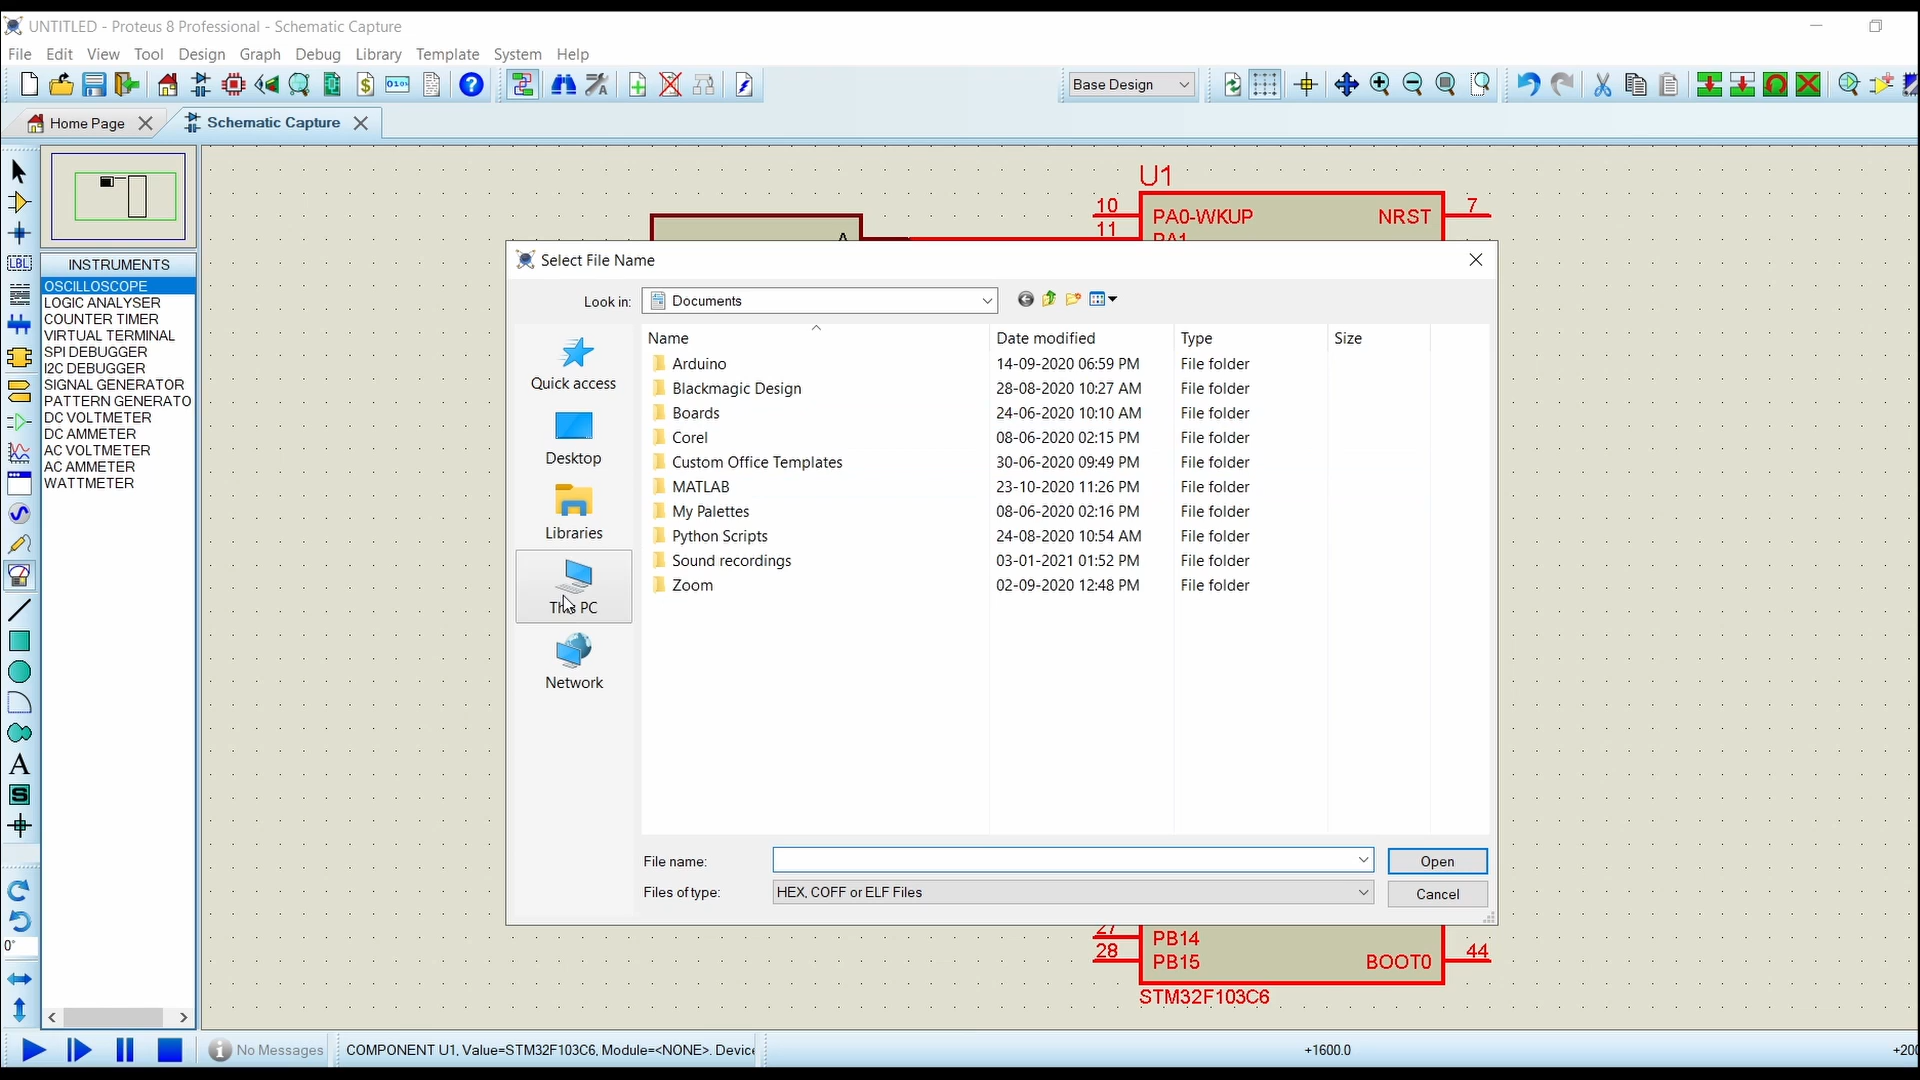 UNTITLED - Proteus 8 Professional - Schematic Capture
File Edit View Tool Design Graph Debug Library Template System Help
Base Design
Home Page
Schematic Capture
INSTRUMENTS
OSCILLOSCOPE
LOGIC ANALYSER
COUNTER TIMER
VIRTUAL TERMINAL
SPI DEBUGGER
I2C DEBUGGER
SIGNAL GENERATOR
PATTERN GENERATO
DC VOLTMETER
DC AMMETER
AC VOLTMETER
AC AMMETER
WATTMETER
LBL
A
S
0°
U1
10 PA0-WKUP NRST 7
11 PA1
A
Select File Name
Look in: Documents
Quick access
Desktop
Libraries
This PC
Network
Name Date modified Type Size
Arduino 14-09-2020 06:59 PM File folder
Blackmagic Design 28-08-2020 10:27 AM File folder
Boards 24-06-2020 10:10 AM File folder
Corel 08-06-2020 02:15 PM File folder
Custom Office Templates 30-06-2020 09:49 PM File folder
MATLAB 23-10-2020 11:26 PM File folder
My Palettes 08-06-2020 02:16 PM File folder
Python Scripts 24-08-2020 10:54 AM File folder
Sound recordings 03-01-2021 01:52 PM File folder
Zoom 02-09-2020 12:48 PM File folder
File name:
Open
Files of type: HEX, COFF or ELF Files
Cancel
27 PB14
28 PB15 BOOT0 44
STM32F103C6
No Messages
COMPONENT U1, Value=STM32F103C6, Module=<NONE>. Device
+1600.0
+200